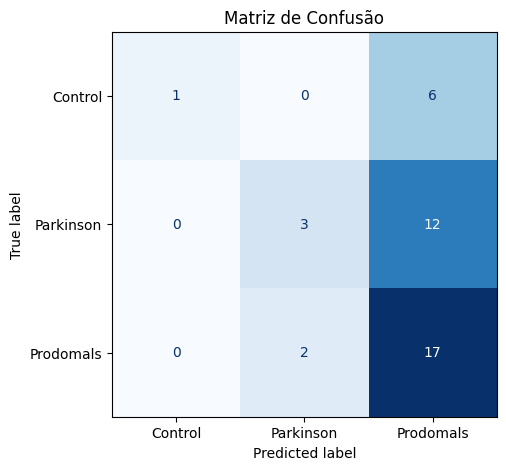 Matriz de Confusão
True label
Control 1 0 6
Parkinson 0 3 12
Prodomals 0 2 17
Control Parkinson Prodomals
Predicted label